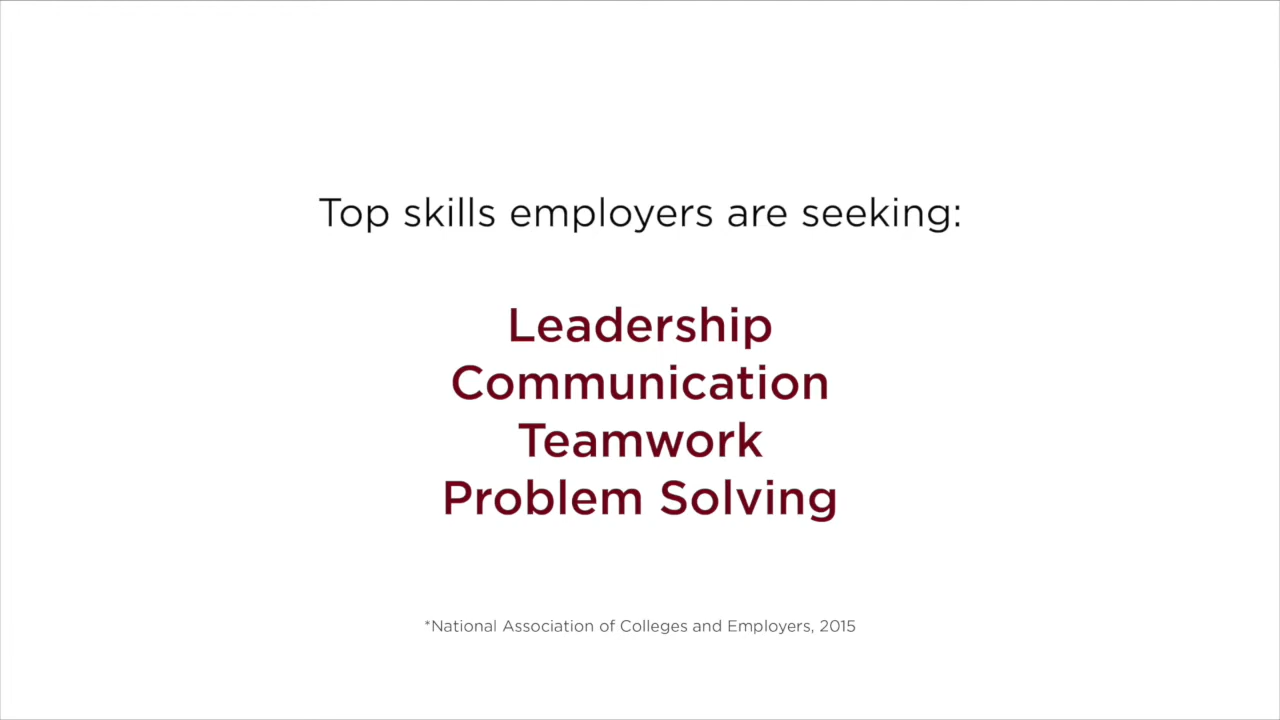 Top skills employers are seeking:
Leadership
Communication
Teamwork
Problem Solving
*National Association of Colleges and Employers, 2015